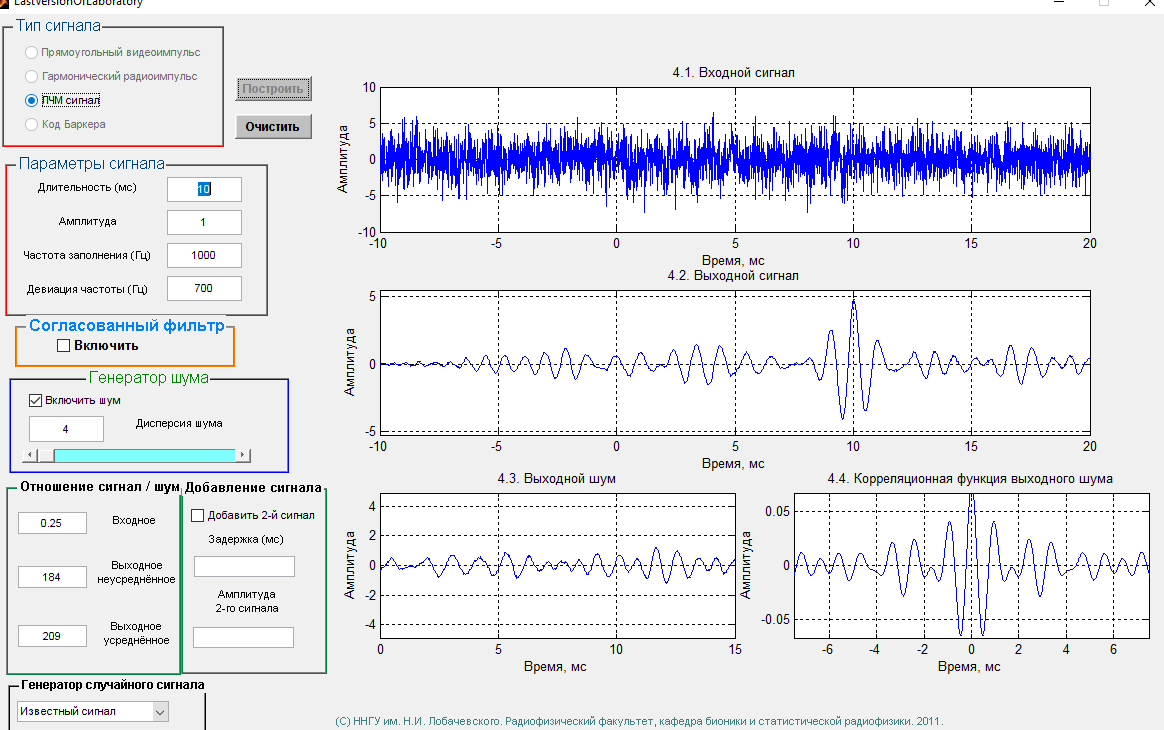 LastVersionOfLaboratory
Тип сигнала
Прямоугольный видеоимпульс
Гармонический радиоимпульс
ЛЧМ сигнал
Код Баркера
Построить
Очистить
Параметры сигнала
Длительность (мс)
10
Амплитуда
1
Частота заполнения (Гц)
1000
Девиация частоты (Гц)
700
Согласованный фильтр
Включить
Генератор шума
Включить шум
4
Дисперсия шума
Отношение сигнал / шум
0.25
Входное
184
Выходное
неусреднённое
209
Выходное
усреднённое
Добавление сигнала
Добавить 2-й сигнал
Задержка (мс)
Амплитуда
2-го сигнала
Генератор случайного сигнала
Известный сигнал
4.1. Входной сигнал
Амплитуда
10
5
0
-5
-10
-10 -5 0 5 10 15 20
Время, мс
4.2. Выходной сигнал
Амплитуда
5
0
-5
-10 -5 0 5 10 15 20
Время, мс
4.3. Выходной шум
Амплитуда
4
2
0
-2
-4
0 5 10 15
Время, мс
4.4. Корреляционная функция выходного шума
Амплитуда
0.05
0
-0.05
-6 -4 -2 0 2 4 6
Время, мс
(С) ННГУ им. Н.И. Лобачевского. Радиофизический факультет, кафедра бионики и статистической радиофизики. 2011.